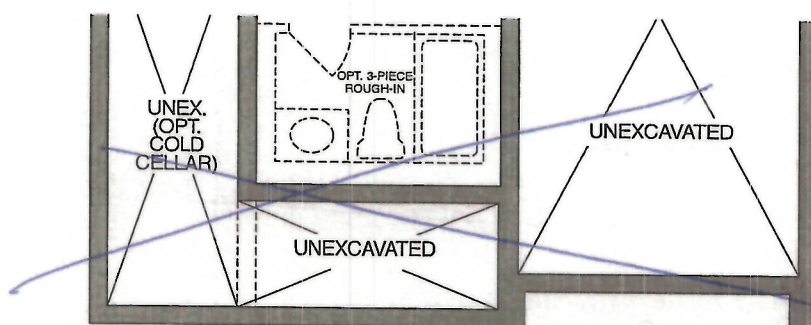 OPT. 3-PIECE
ROUGH-IN
UNEX.
(OPT.
COLD
CELLAR)
UNEXCAVATED
UNEXCAVATED